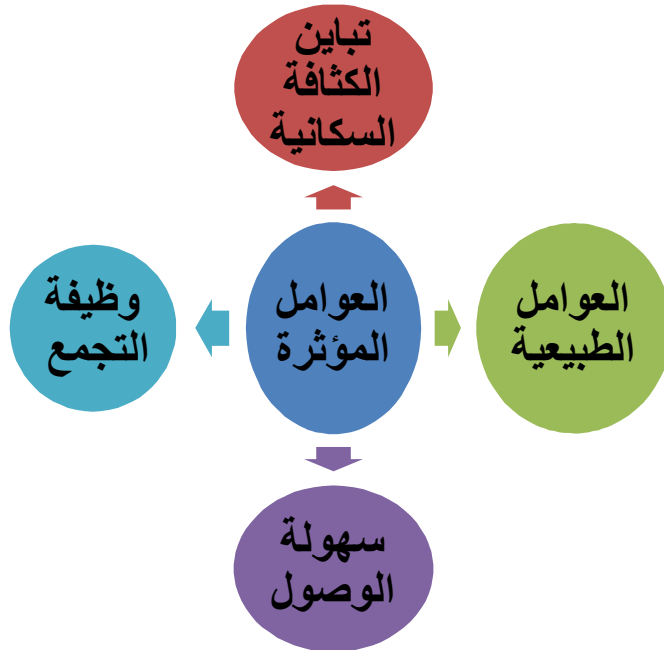 تباين
الكثافة
السكانية
العوامل
الطبيعية
العوامل
المؤثرة
وظيفة
التجمع
سهولة
الوصول